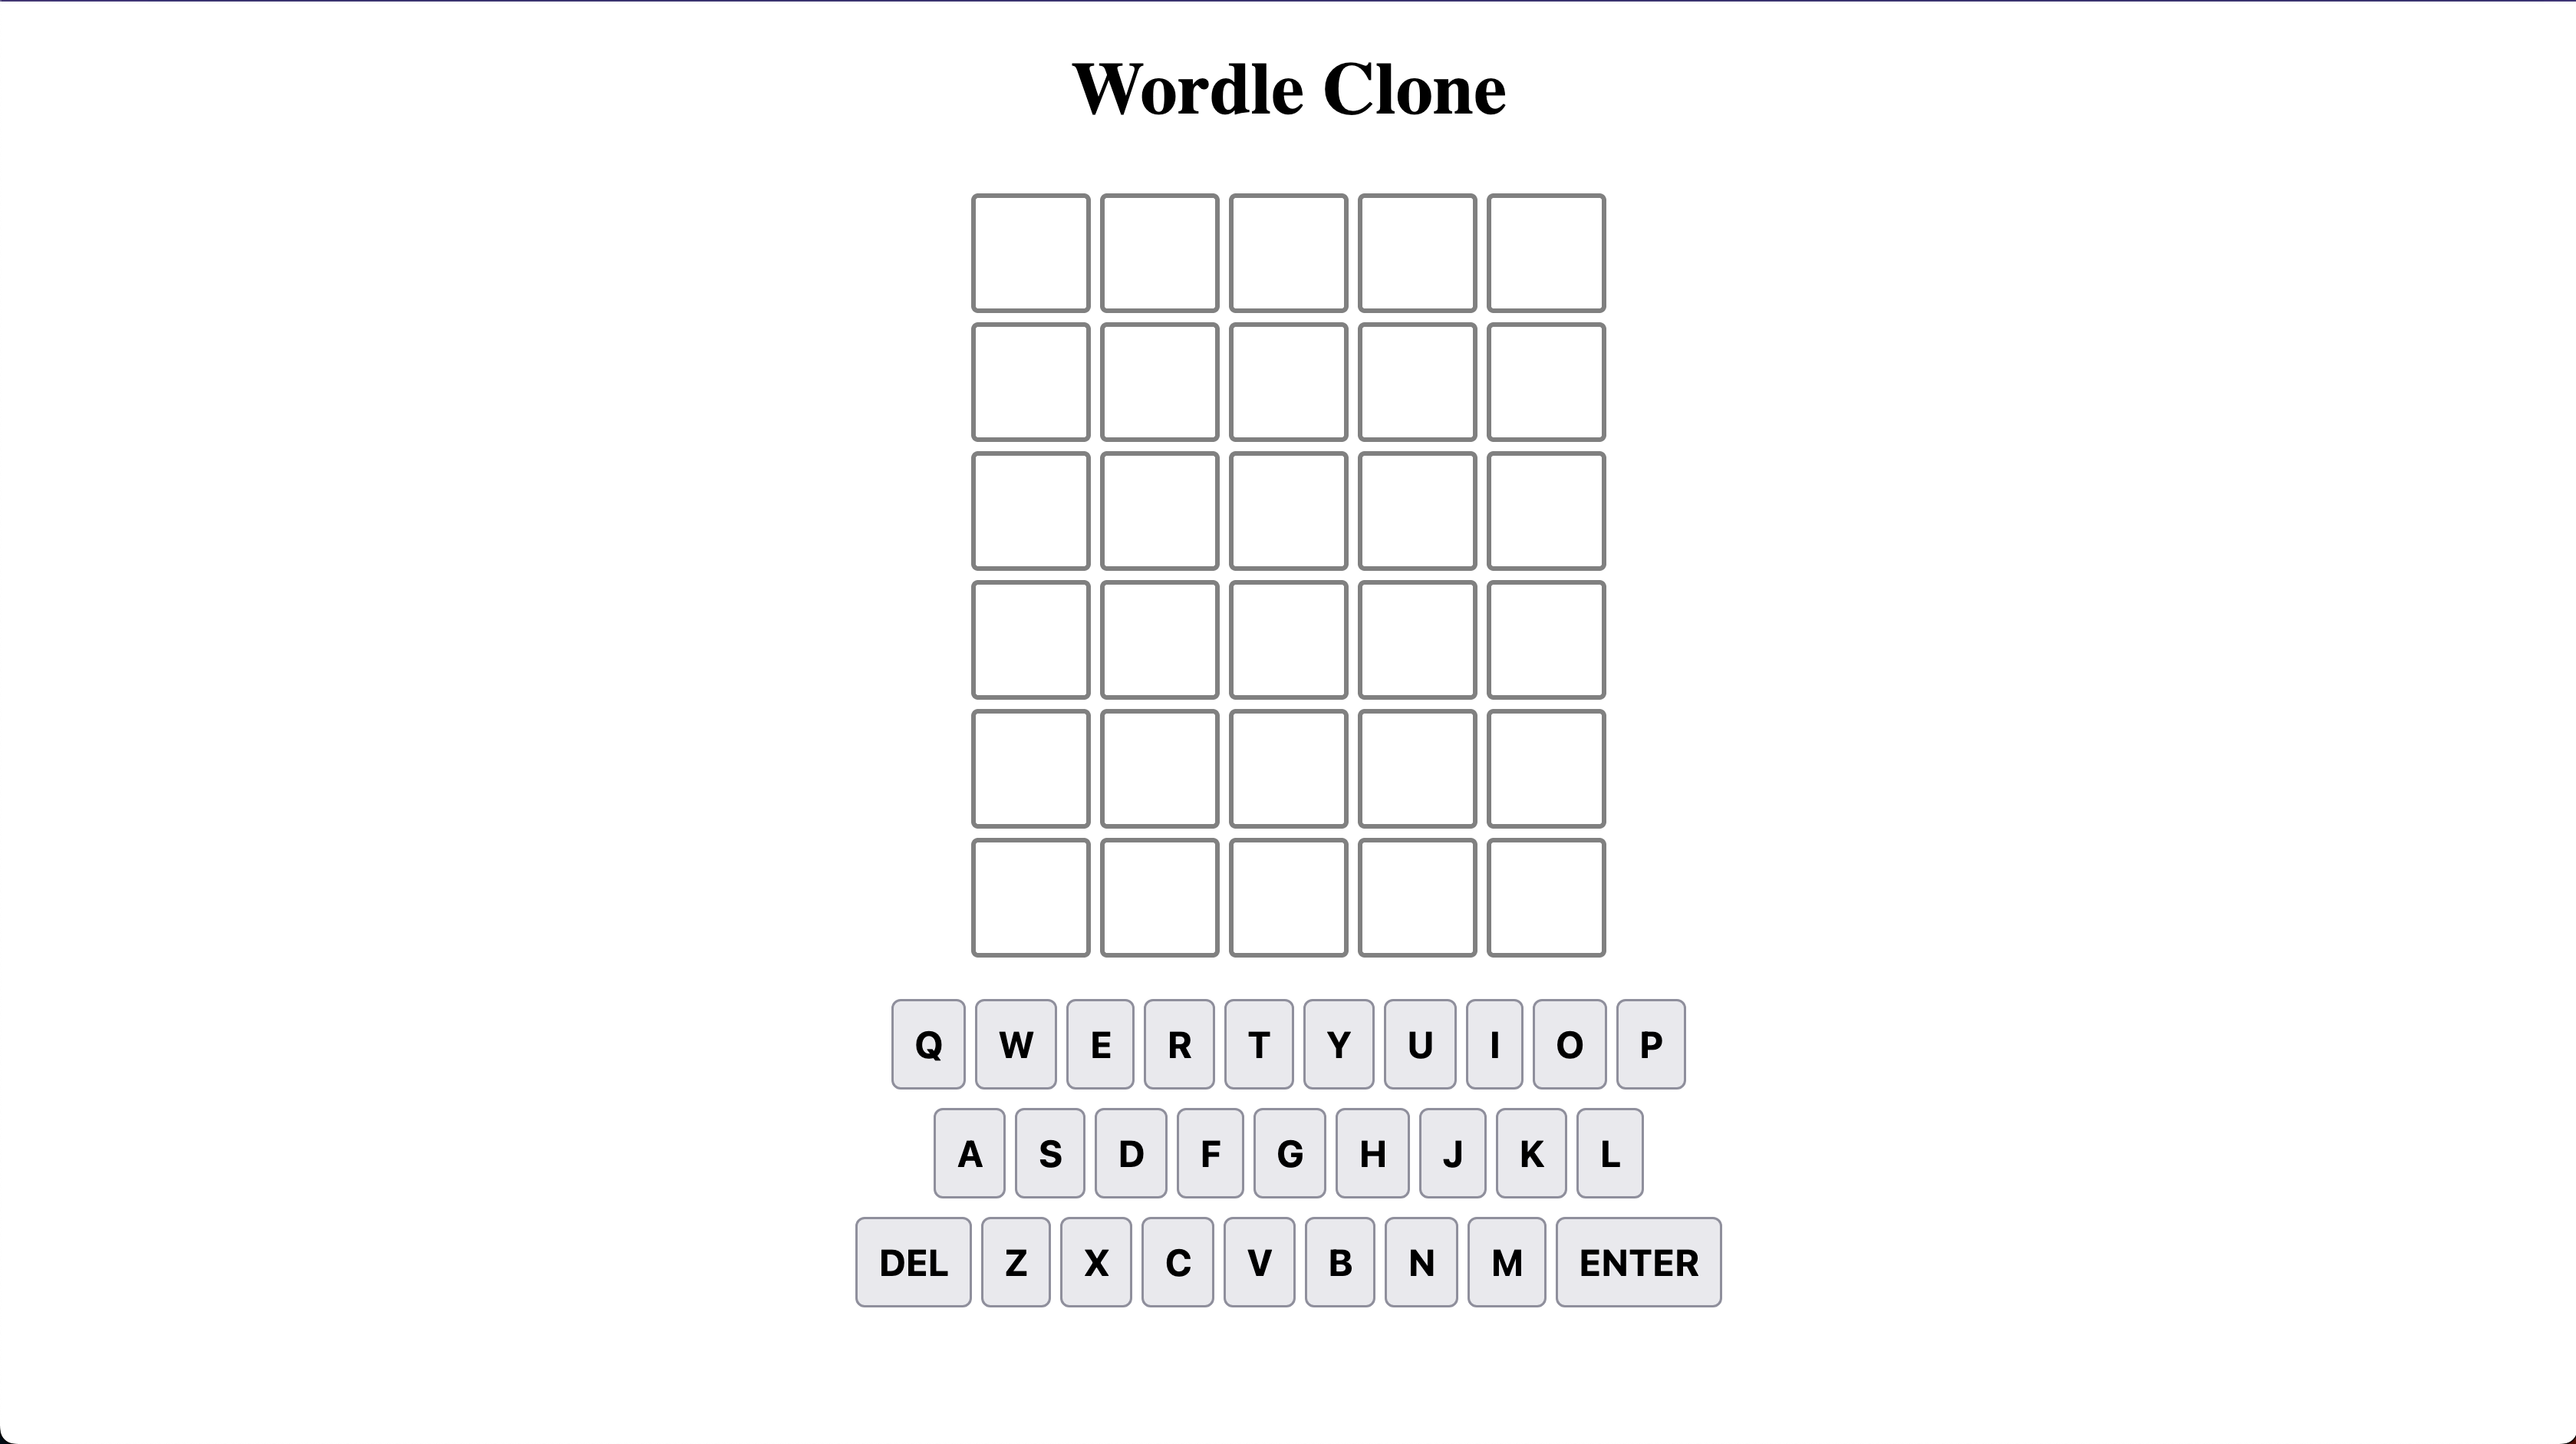 Wordle Clone
Q W E R T Y U I O P
A S D F G H J K L
DEL Z X C V B N M ENTER